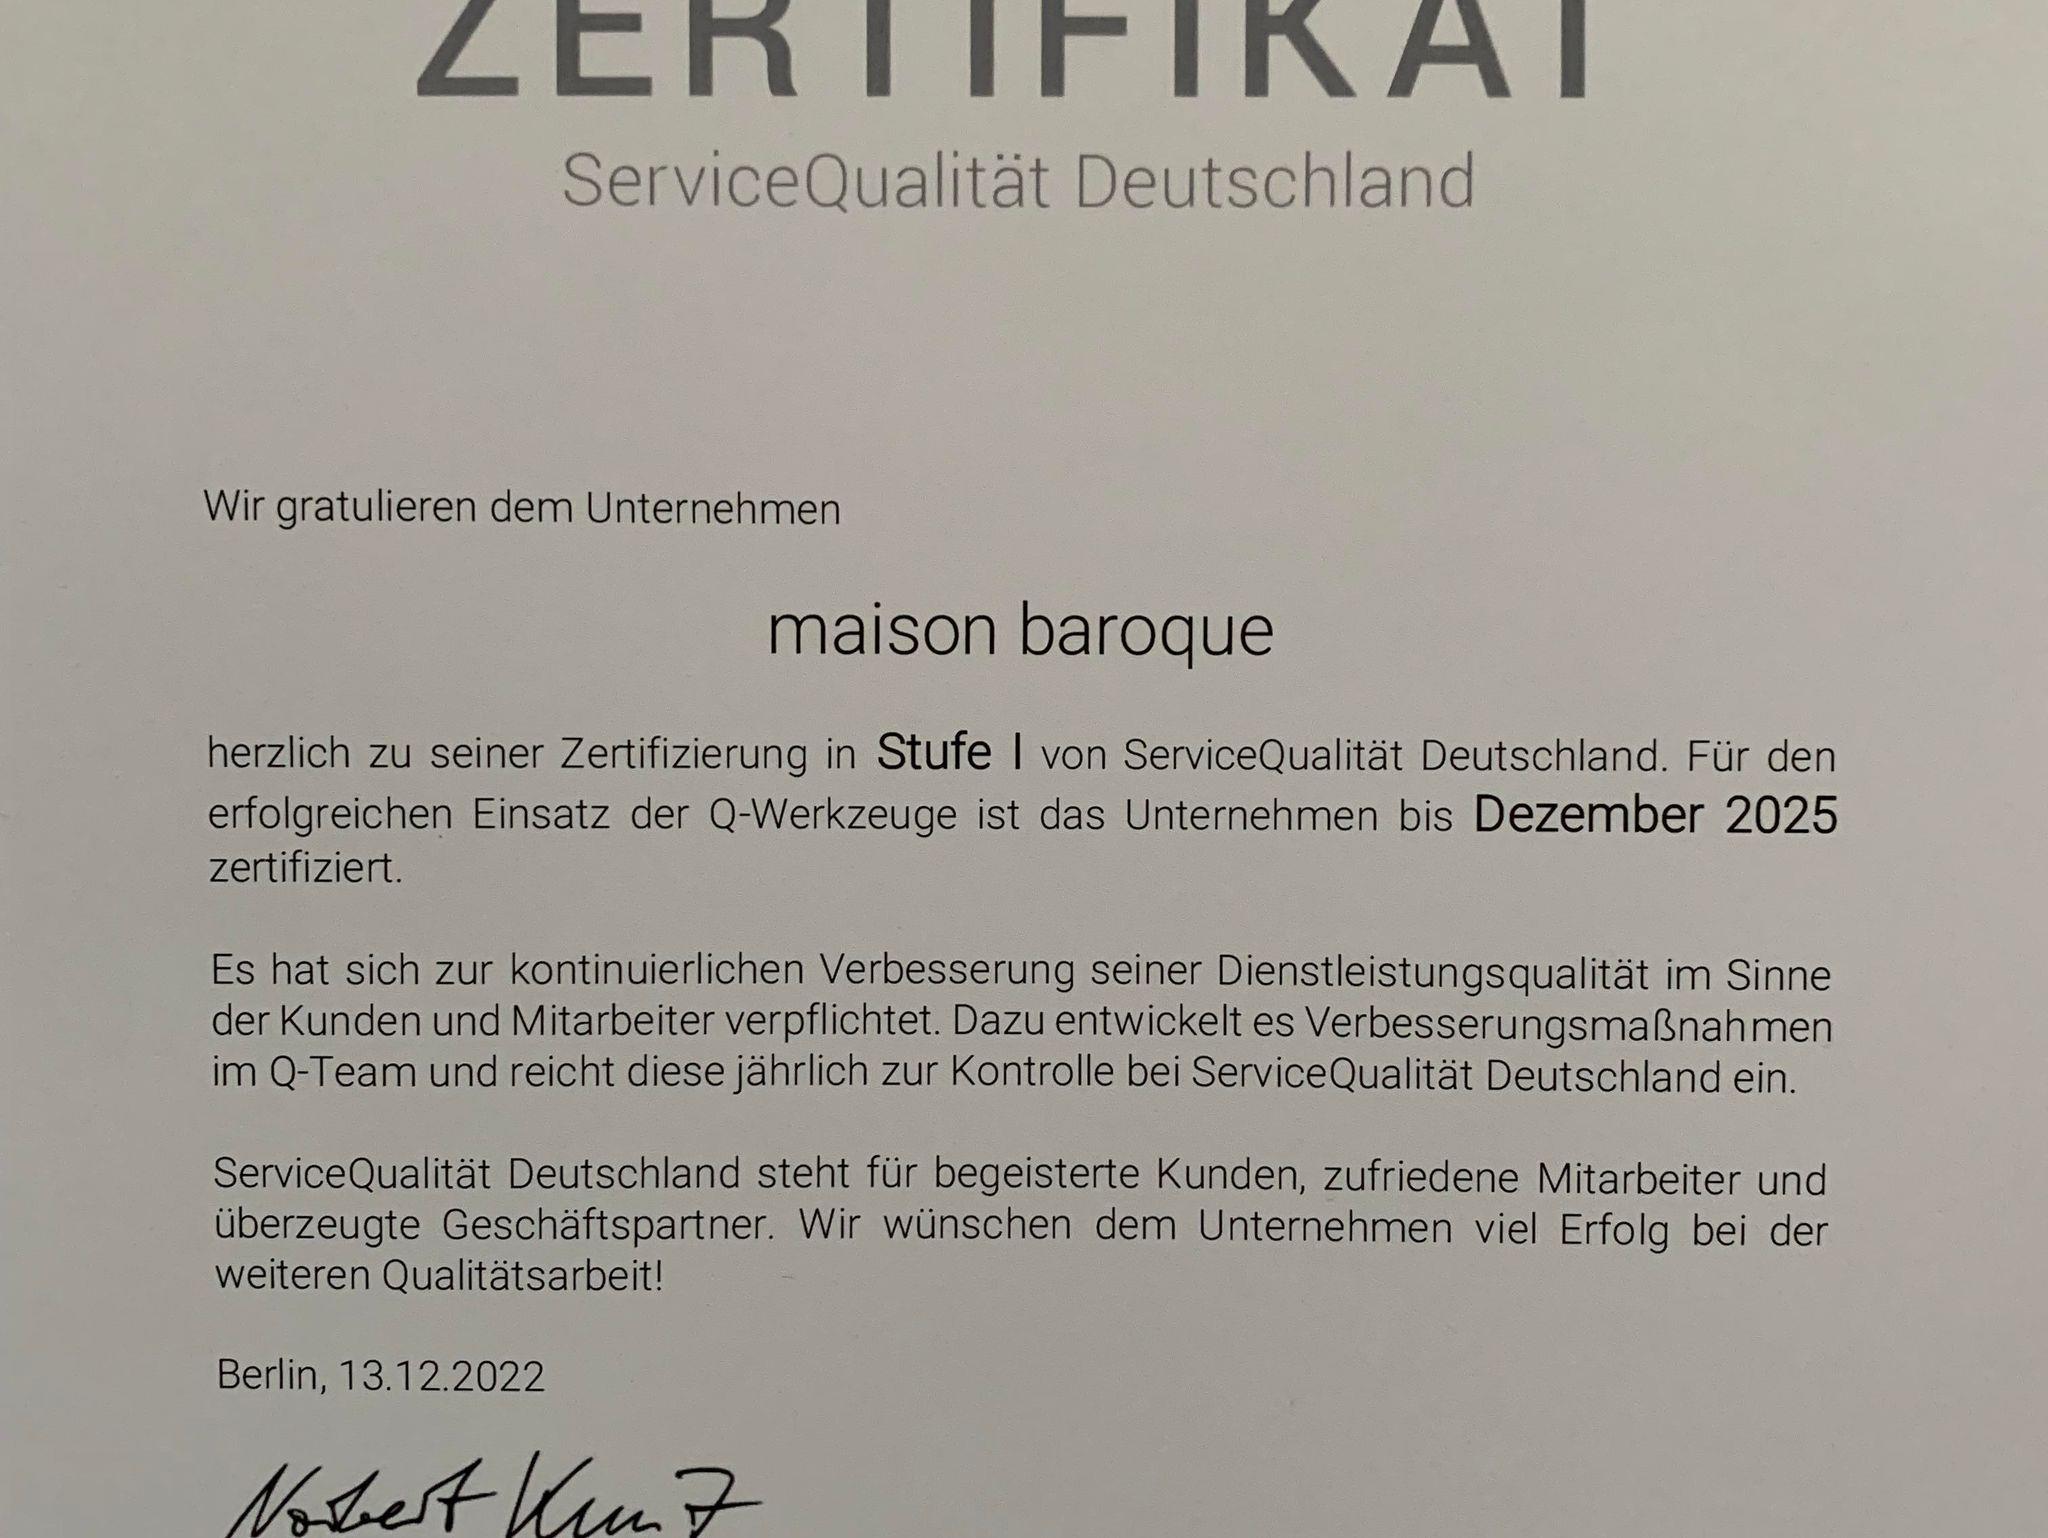 ZERTIFIKAT
ServiceQualität Deutschland
Wir gratulieren dem Unternehmen
maison baroque
herzlich zu seiner Zertifizierung in Stufe I von ServiceQualität Deutschland. Für den
erfolgreichen Einsatz der Q-Werkzeuge ist das Unternehmen bis Dezember 2025
zertifiziert.
Es hat sich zur kontinuierlichen Verbesserung seiner Dienstleistungsqualität im Sinne
der Kunden und Mitarbeiter verpflichtet. Dazu entwickelt es Verbesserungsmaßnahmen
im Q-Team und reicht diese jährlich zur Kontrolle bei ServiceQualität Deutschland ein.
ServiceQualität Deutschland steht für begeisterte Kunden, zufriedene Mitarbeiter und
überzeugte Geschäftspartner. Wir wünschen dem Unternehmen viel Erfolg bei der
weiteren Qualitätsarbeit!
Berlin, 13.12.2022
Norbert Kunz